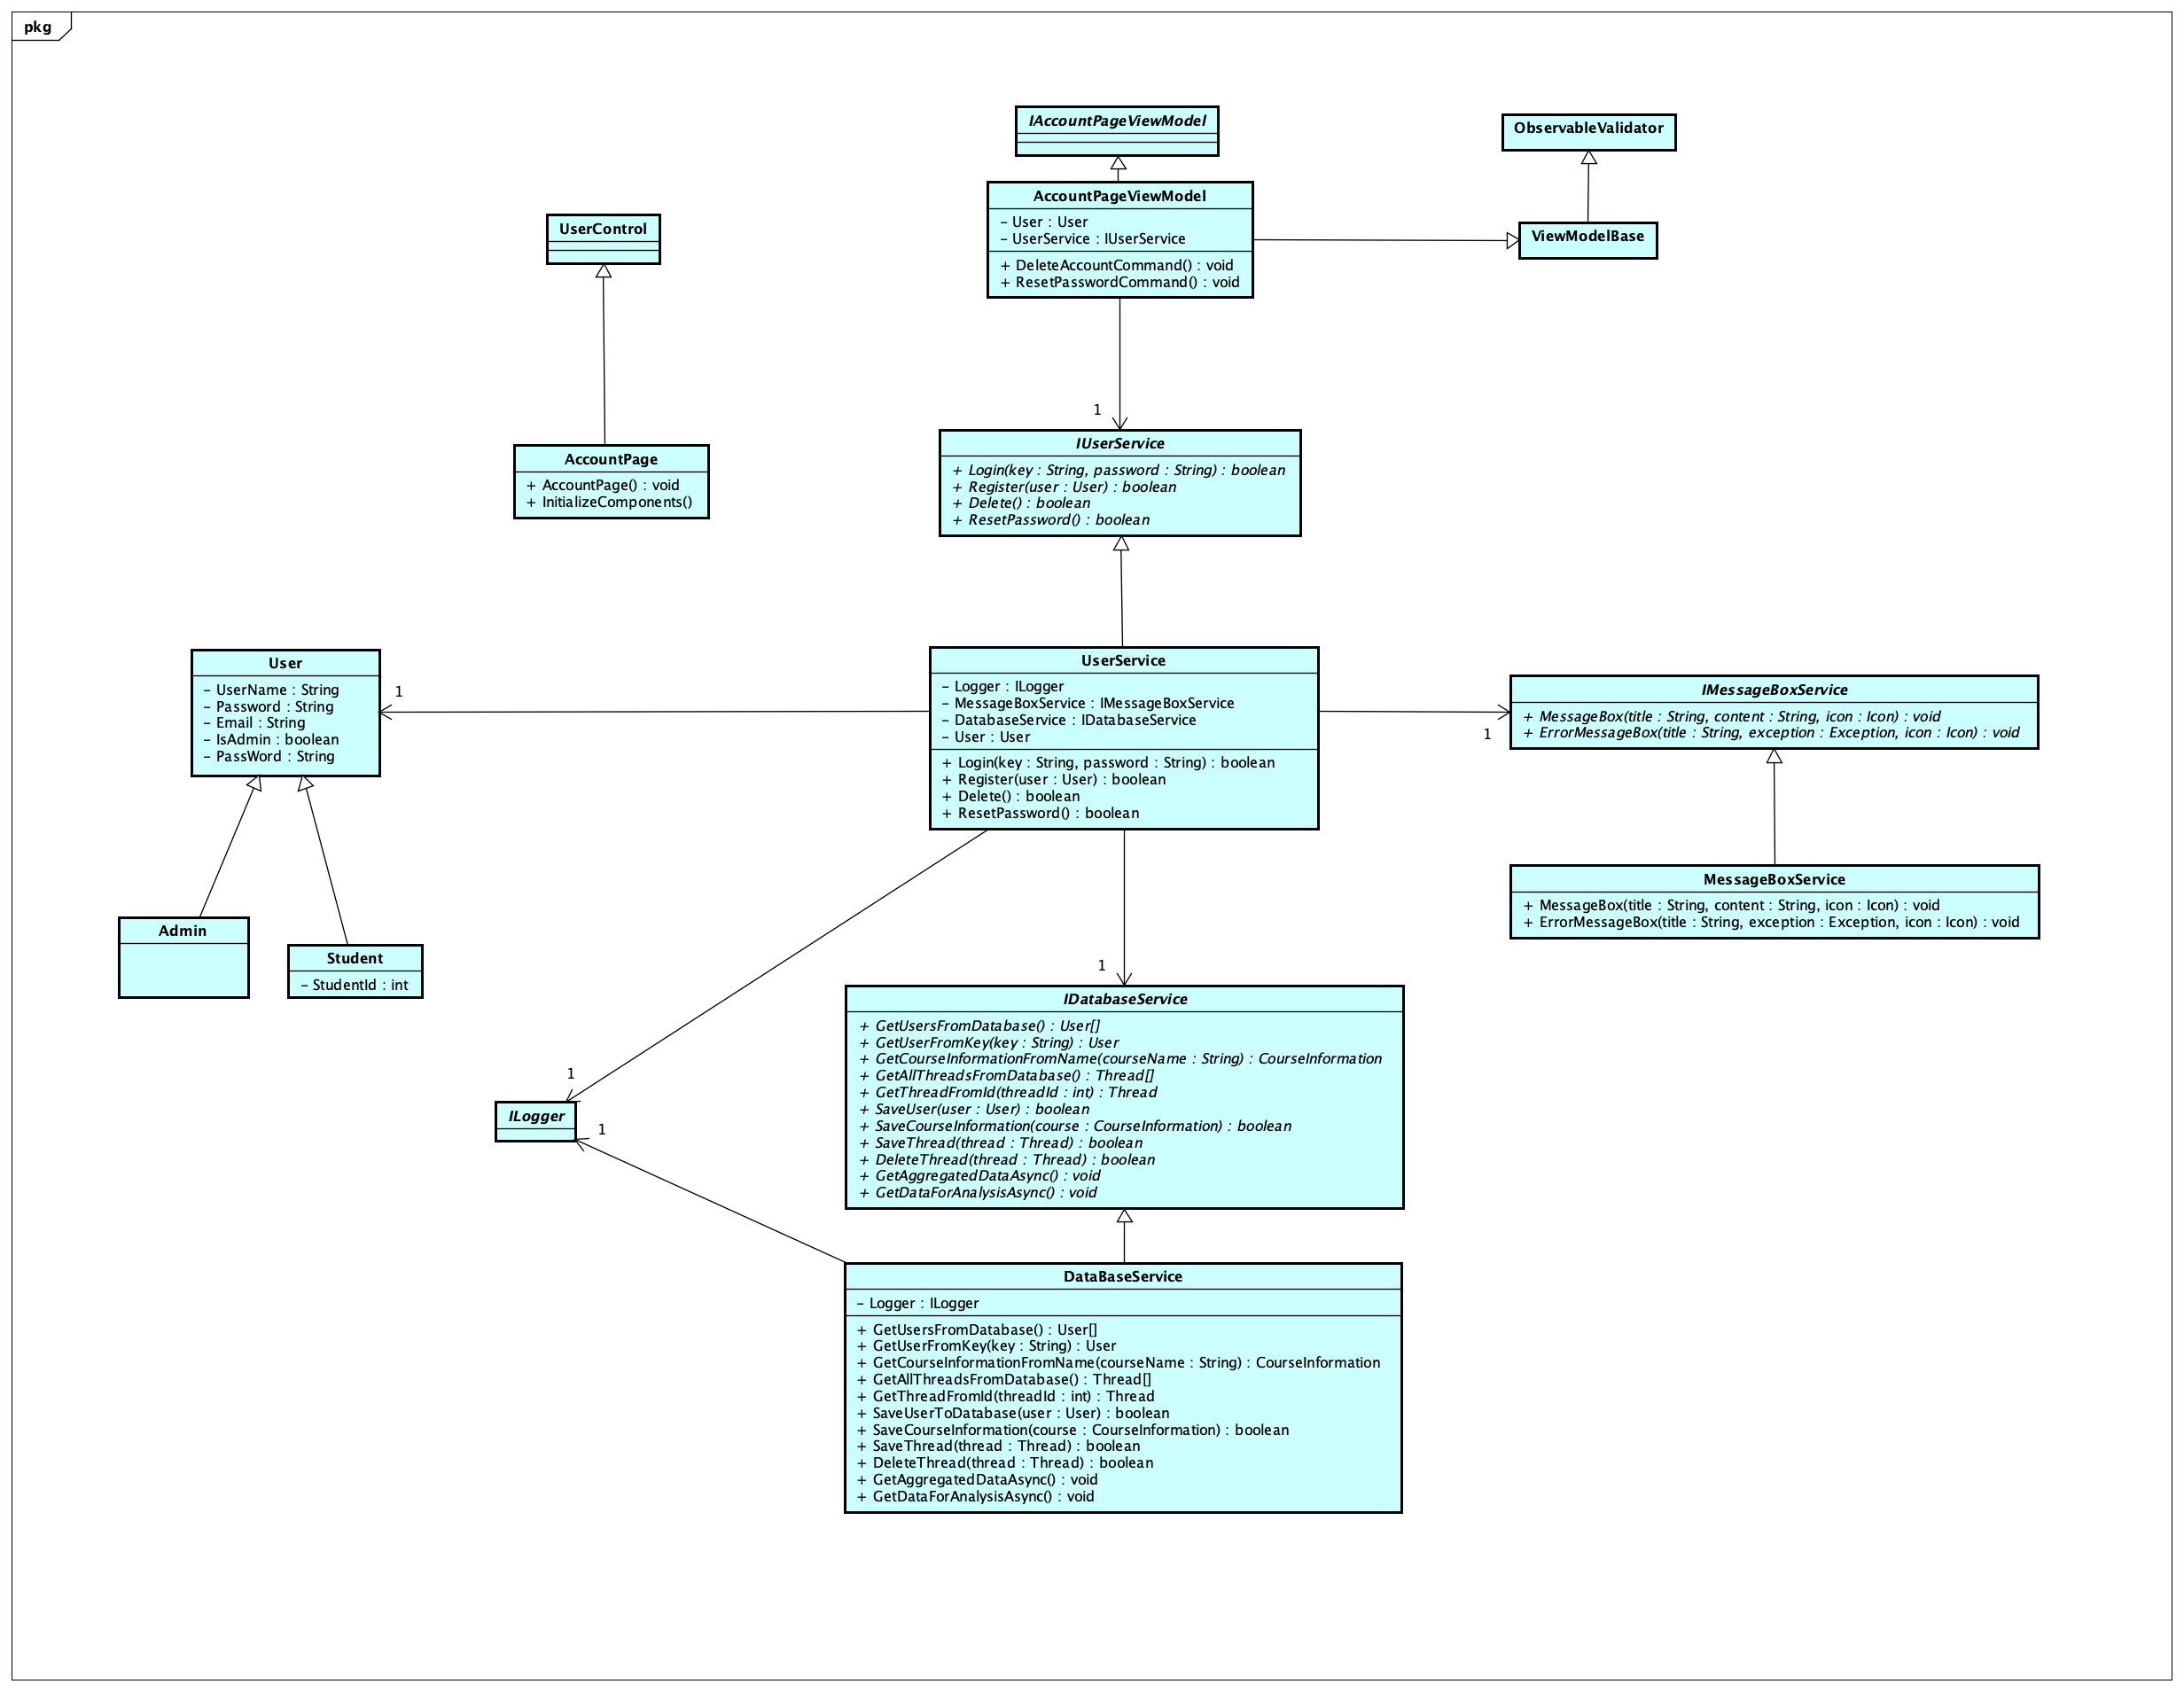 pkg
IAccountPageViewModel
ObservableValidator
AccountPageViewModel
– User : User
– UserService : IUserService
+ DeleteAccountCommand() : void
+ ResetPasswordCommand() : void
ViewModelBase
UserControl
AccountPage
+ AccountPage() : void
+ InitializeComponents()
1
IUserService
+ Login(key : String, password : String) : boolean
+ Register(user : User) : boolean
+ Delete() : boolean
+ ResetPassword() : boolean
User
– UserName : String
– Password : String
– Email : String
– IsAdmin : boolean
– PassWord : String
1
UserService
– Logger : ILogger
– MessageBoxService : IMessageBoxService
– DatabaseService : IDatabaseService
– User : User
+ Login(key : String, password : String) : boolean
+ Register(user : User) : boolean
+ Delete() : boolean
+ ResetPassword() : boolean
1
IMessageBoxService
+ MessageBox(title : String, content : String, icon : Icon) : void
+ ErrorMessageBox(title : String, exception : Exception, icon : Icon) : void
MessageBoxService
+ MessageBox(title : String, content : String, icon : Icon) : void
+ ErrorMessageBox(title : String, exception : Exception, icon : Icon) : void
Admin
Student
– StudentId : int
1
IDatabaseService
+ GetUsersFromDatabase() : User[]
+ GetUserFromKey(key : String) : User
+ GetCourseInformationFromName(courseName : String) : CourseInformation
+ GetAllThreadsFromDatabase() : Thread[]
+ GetThreadFromId(threadId : int) : Thread
+ SaveUser(user : User) : boolean
+ SaveCourseInformation(course : CourseInformation) : boolean
+ SaveThread(thread : Thread) : boolean
+ DeleteThread(thread : Thread) : boolean
+ GetAggregatedDataAsync() : void
+ GetDataForAnalysisAsync() : void
1
ILogger
1
DataBaseService
– Logger : ILogger
+ GetUsersFromDatabase() : User[]
+ GetUserFromKey(key : String) : User
+ GetCourseInformationFromName(courseName : String) : CourseInformation
+ GetAllThreadsFromDatabase() : Thread[]
+ GetThreadFromId(threadId : int) : Thread
+ SaveUserToDatabase(user : User) : boolean
+ SaveCourseInformation(course : CourseInformation) : boolean
+ SaveThread(thread : Thread) : boolean
+ DeleteThread(thread : Thread) : boolean
+ GetAggregatedDataAsync() : void
+ GetDataForAnalysisAsync() : void